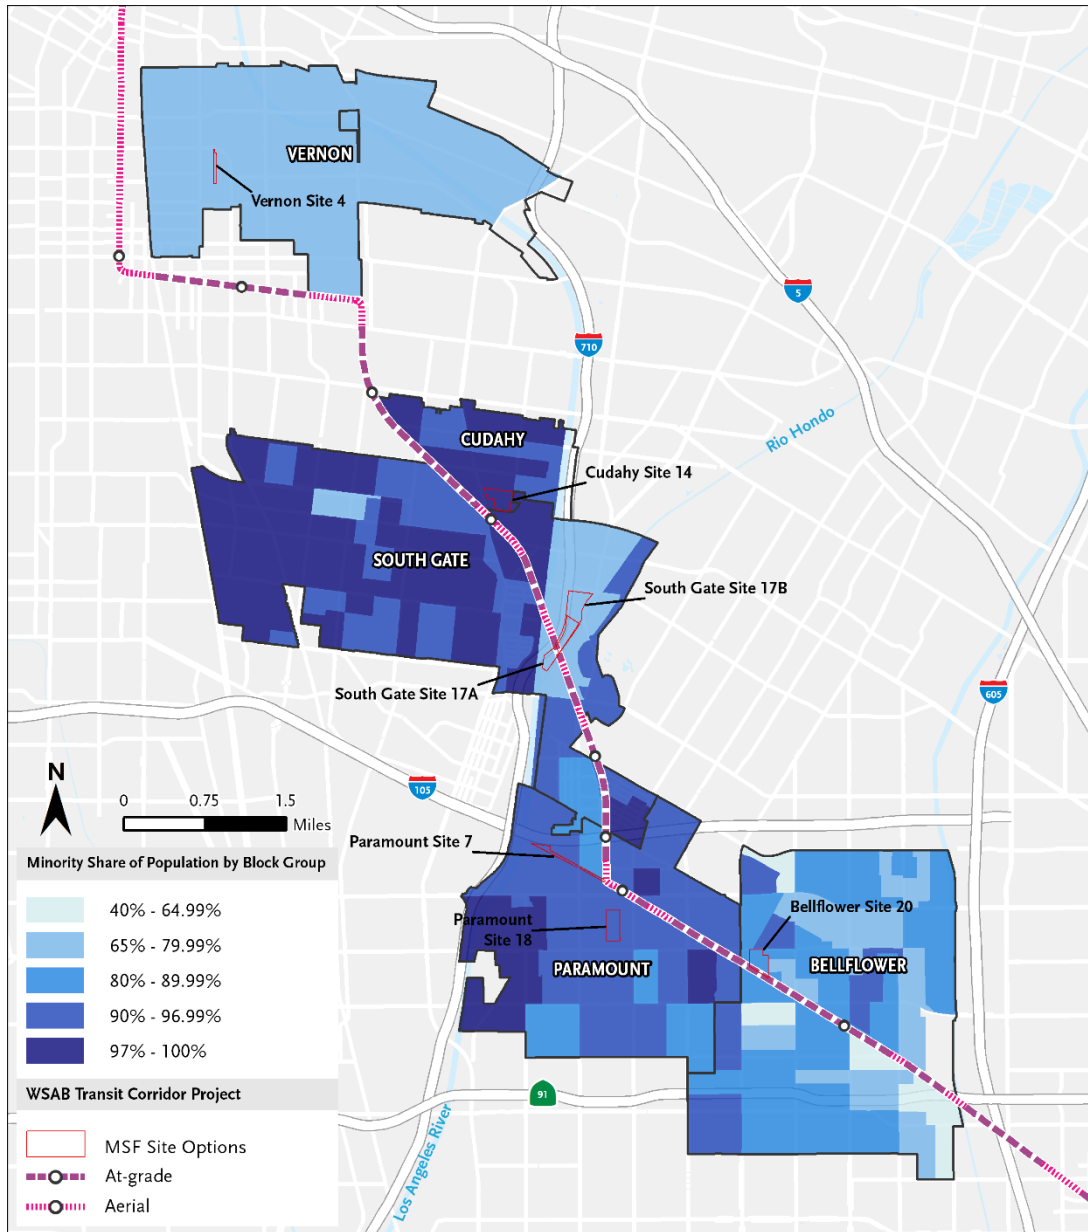 VERNON
Vernon Site 4
5
710
Rio Hondo
CUDAHY
Cudahy Site 14
SOUTH GATE
South Gate Site 17B
South Gate Site 17A
605
N
0 0.75 1.5
Miles
105
Paramount Site 7
Minority Share of Population by Block Group
40% - 64.99%
65% - 79.99%
80% - 89.99%
90% - 96.99%
97% - 100%
Paramount
Site 18
Bellflower Site 20
PARAMOUNT
BELLFLOWER
91
Los Angeles River
WSAB Transit Corridor Project
MSF Site Options
At-grade
Aerial